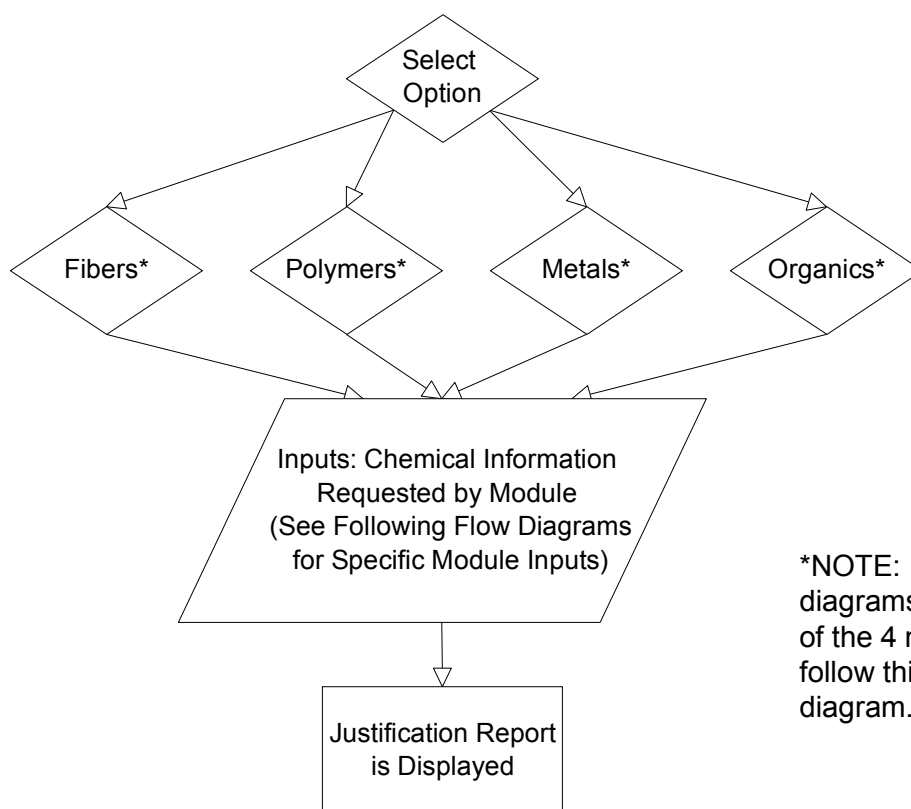 Select
Option
Fibers*
Polymers*
Metals*
Organics*
Inputs: Chemical Information
Requested by Module
(See Following Flow Diagrams
for Specific Module Inputs)
*NOTE:
diagrams
of the 4
follow
diagram.
Justification Report
is Displayed